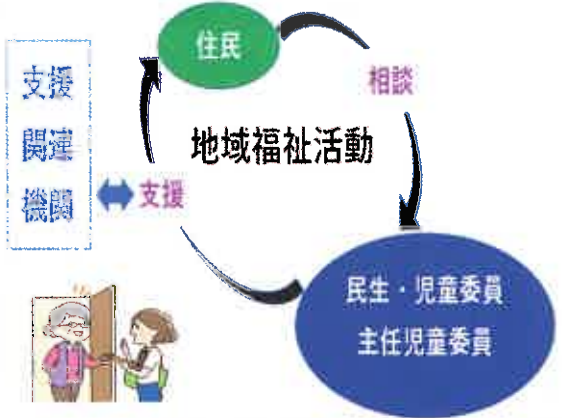 住民
相談
支援
関連
機関
地域福祉活動
支援
民生・児童委員
主任児童委員